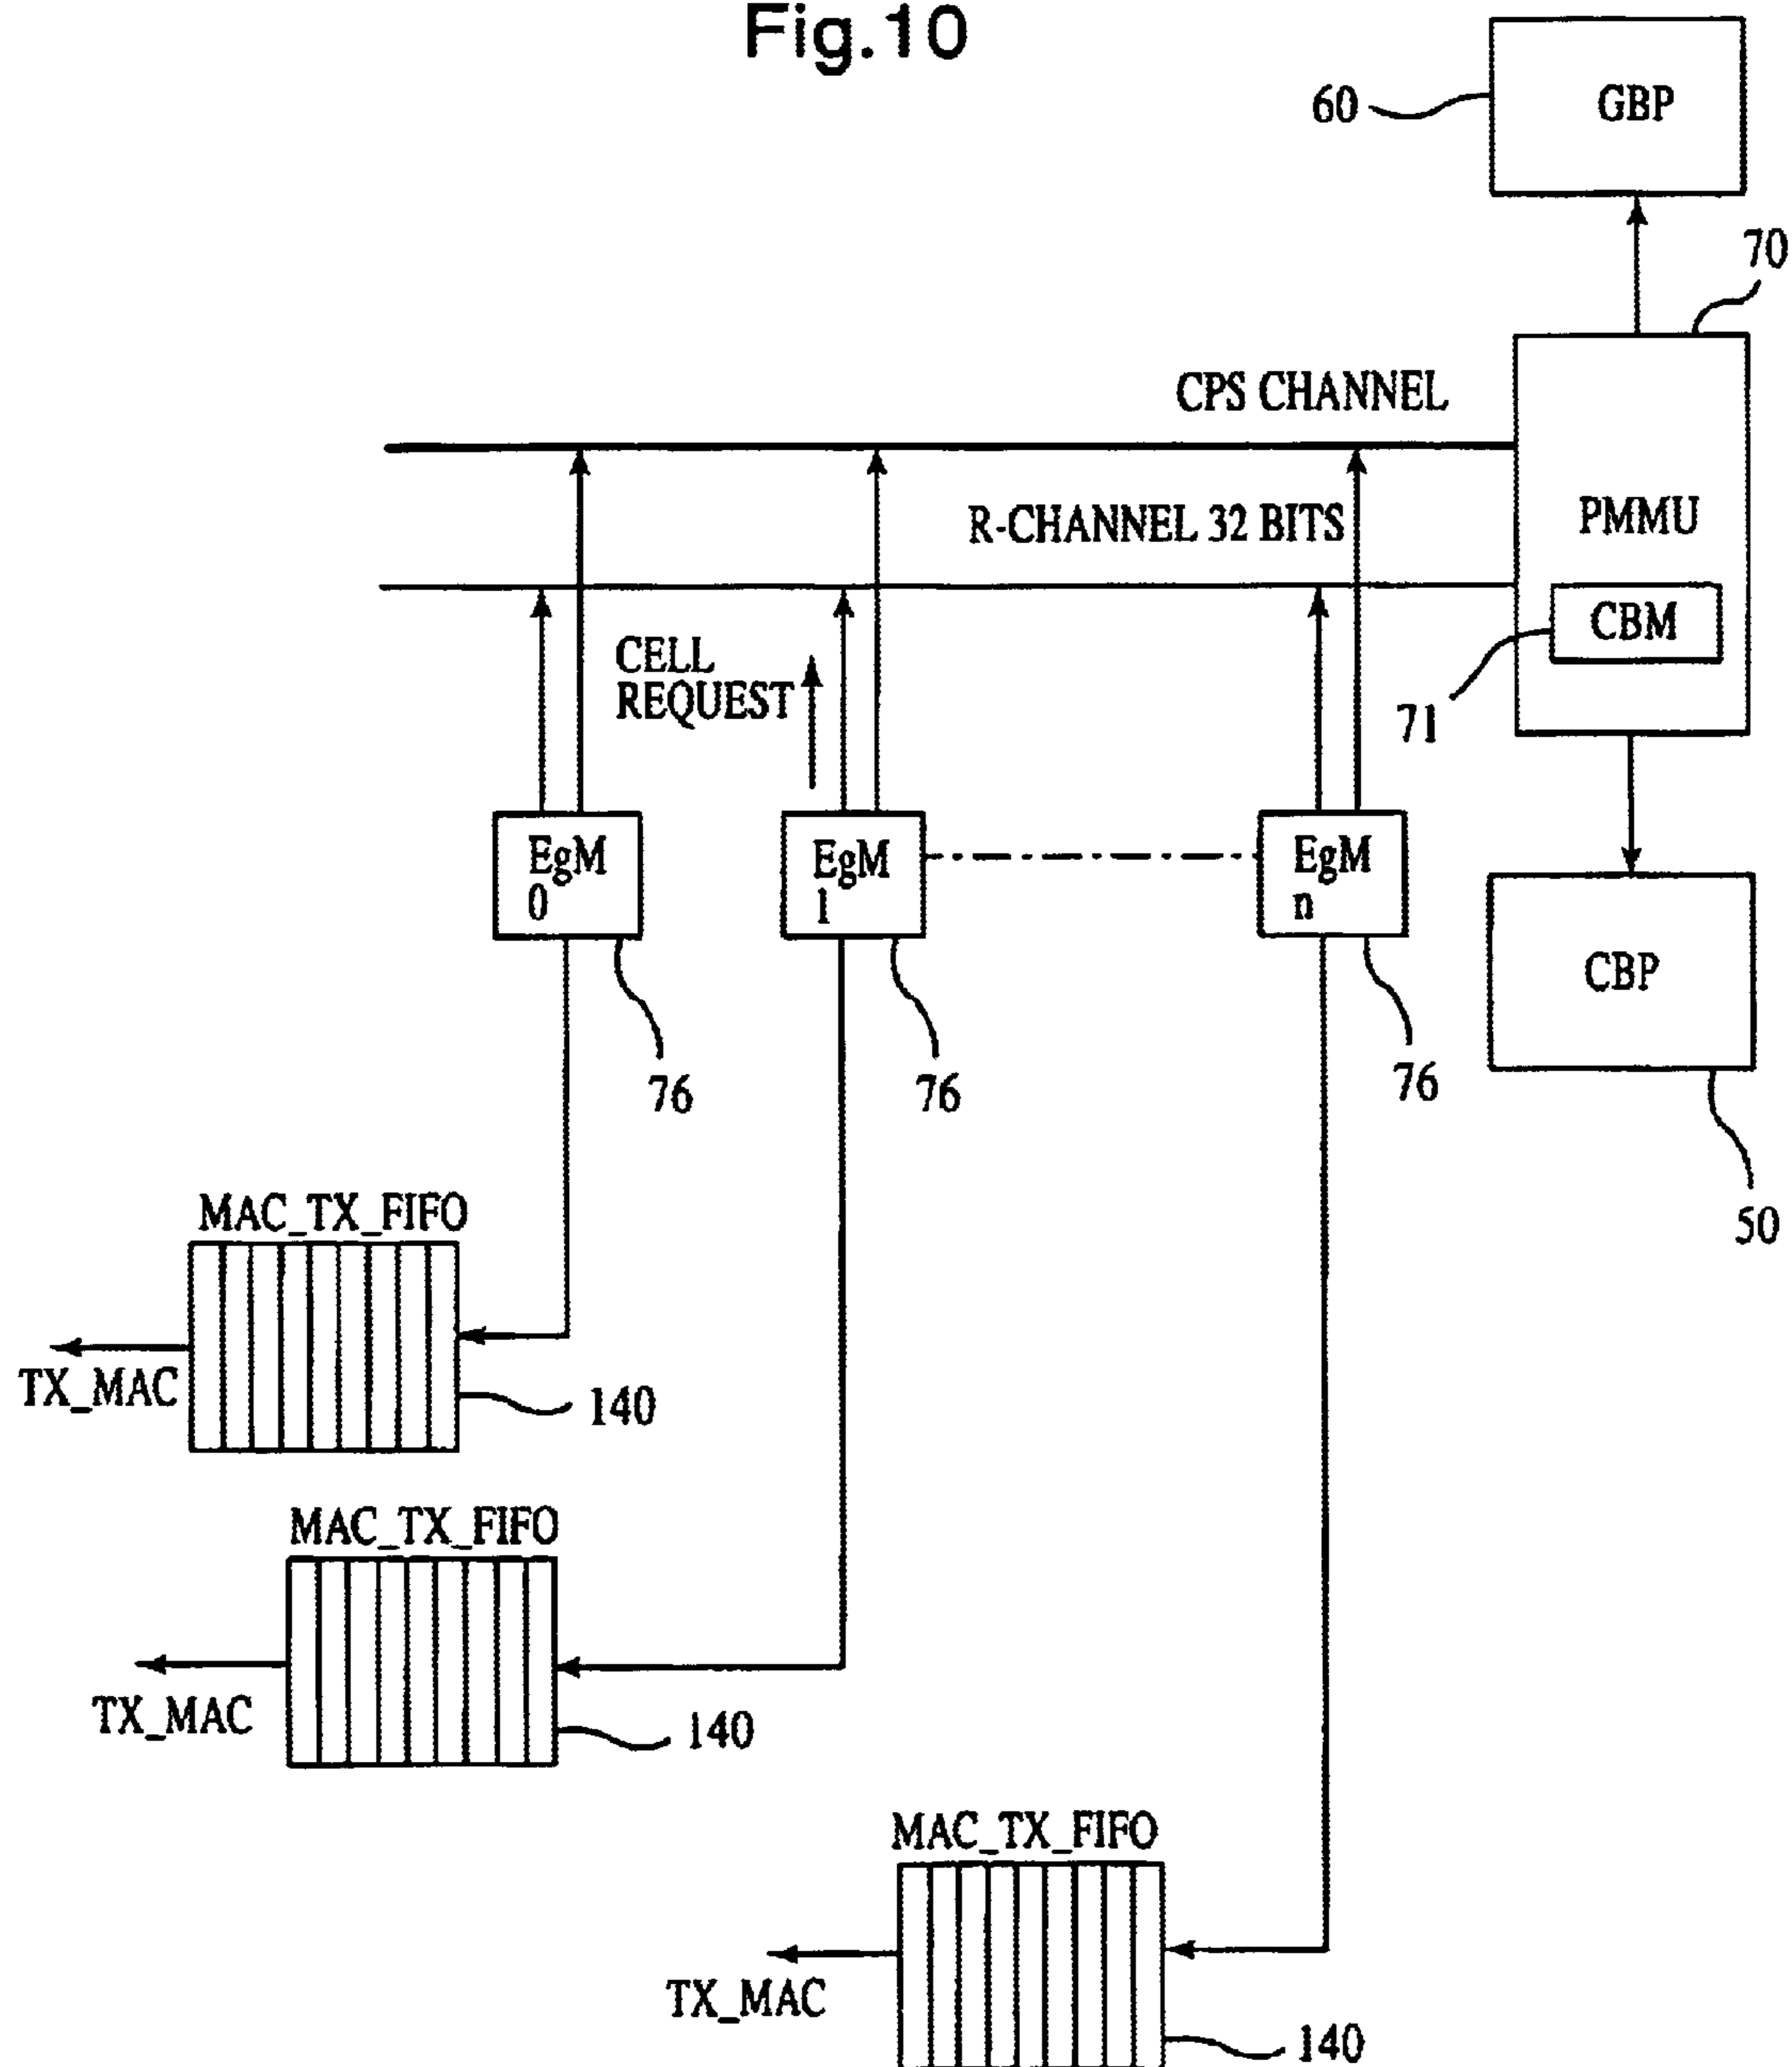 Fig.10
60
GBP
70
CPS CHANNEL
R-CHANNEL 32 BITS
PMMU
CBM
71
CELL
REQUEST
EgM
0
EgM
1
EgM
n
CBP
76
76
76
50
MAC_TX_FIFO
TX_MAC
140
MAC_TX_FIFO
TX_MAC
140
MAC_TX_FIFO
TX_MAC
140